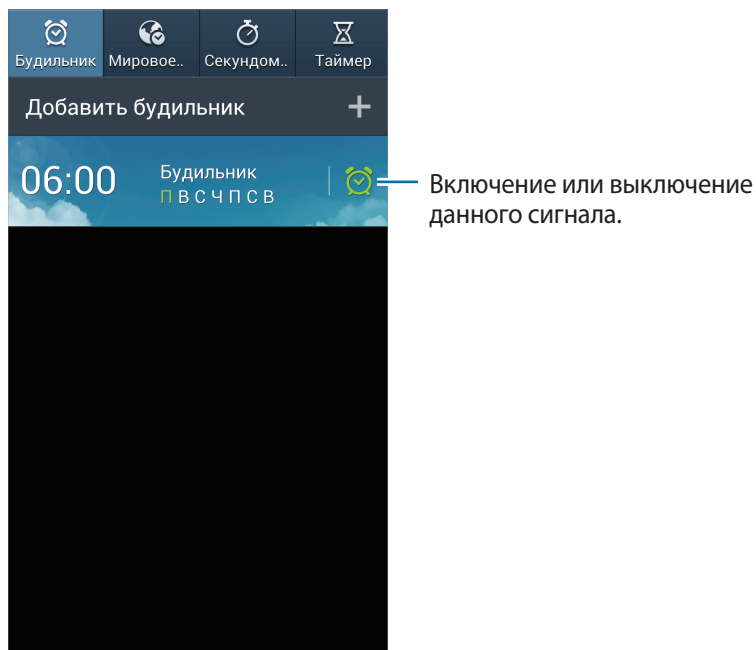 Будильник Мировое.. Секундом.. Таймер
Добавить будильник
06:00
Будильник
П В С Ч П С В
Включение или выключение
данного сигнала.